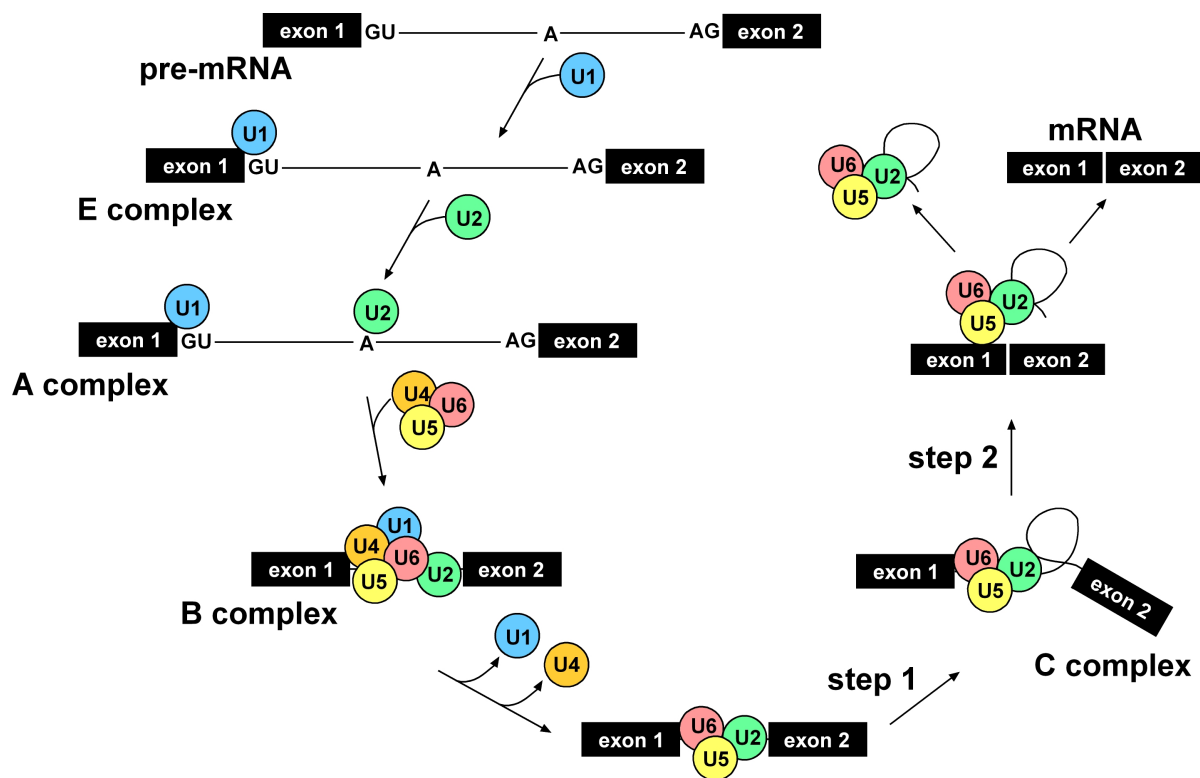 exon 1 GU A AG exon 2
pre-mRNA
U1
U1
exon 1 GU A AG exon 2
E complex
U2
U1 U2
exon 1 GU A AG exon 2
A complex
U4 U6
U5
U1
U4 U6
exon 1 U5 U2 exon 2
B complex
U1
U4
U6 U2
exon 1 U5 exon 2
step 1
C complex
U6 U2
exon 1 U5 exon 2
step 2
U6 U2
U5
exon 1 exon 2
U6 U2
U5
mRNA
exon 1 exon 2